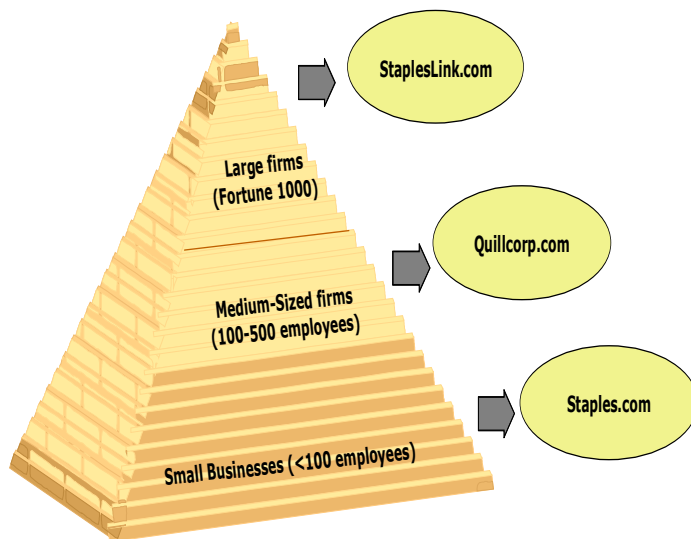 StaplesLink.com
Large firms
(Fortune 1000)
Quillcorp.com
Medium-Sized firms
(100-500 employees)
Staples.com
Small Businesses (<100 employees)